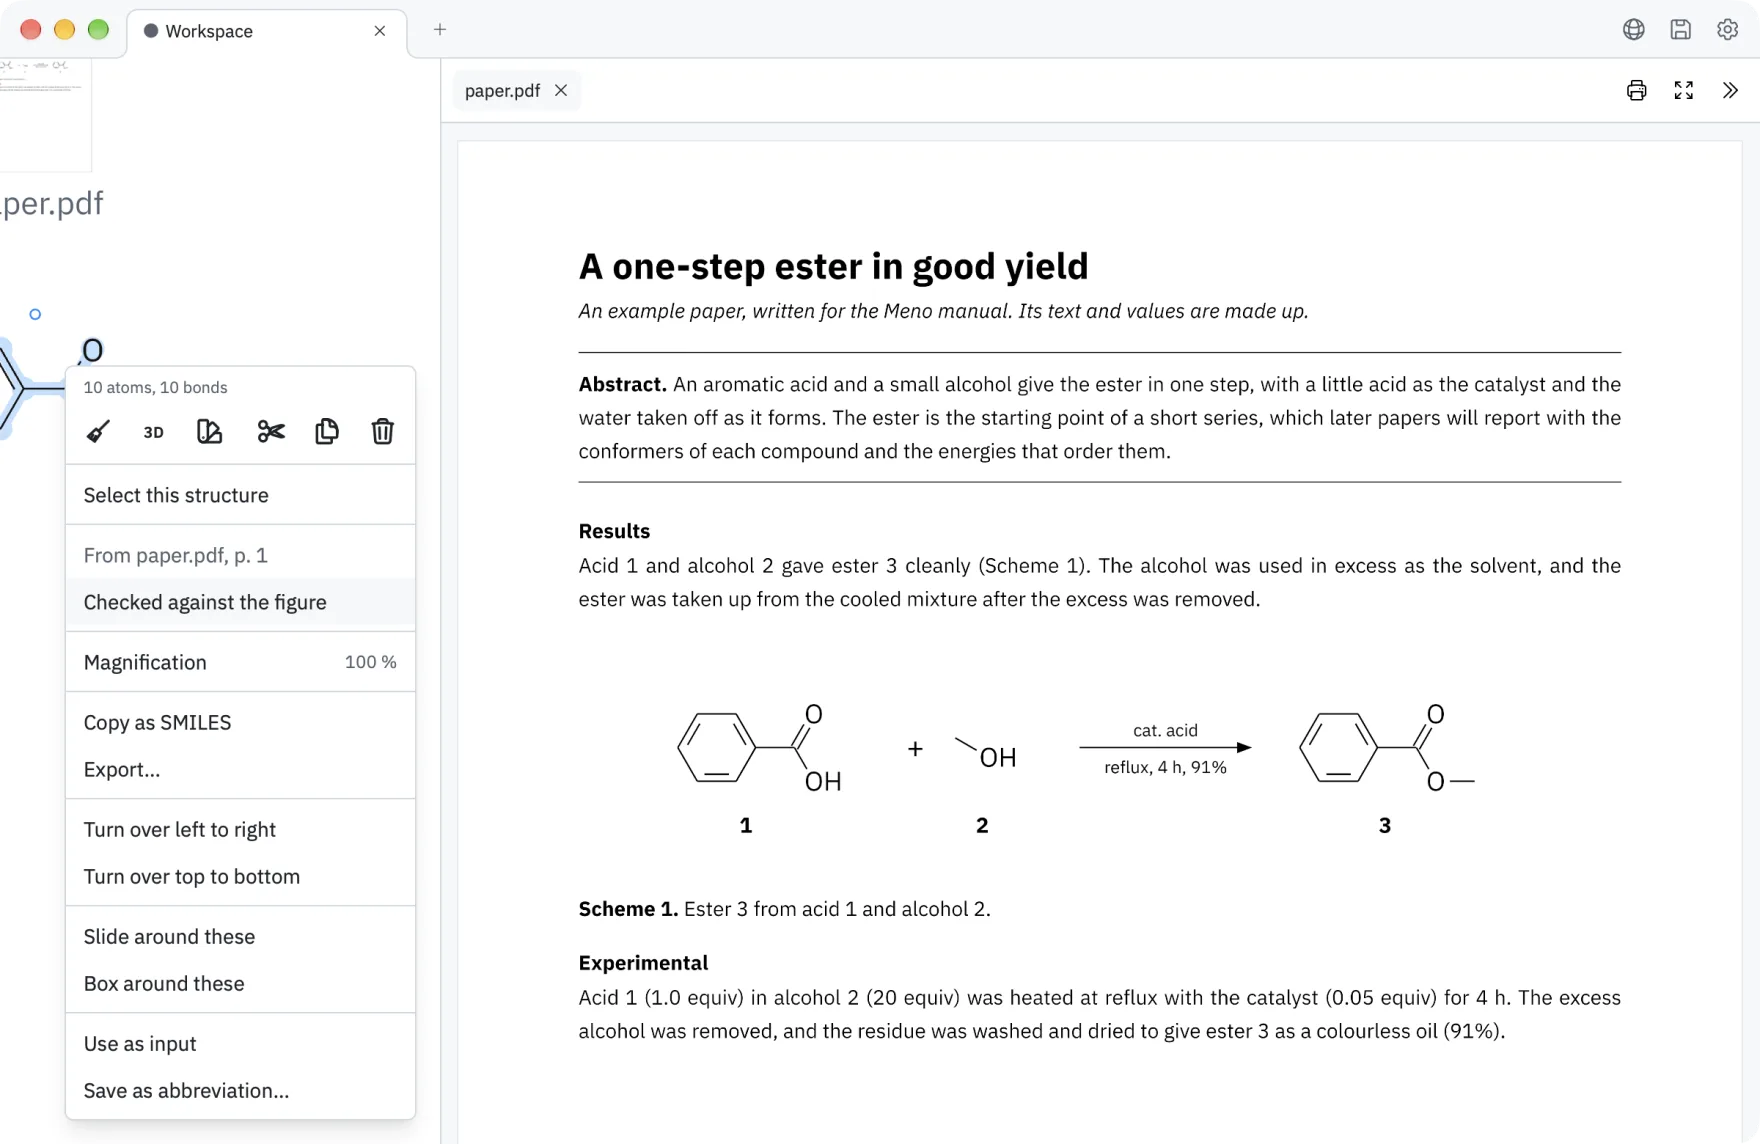 Workspace
paper.pdf
per.pdf
O
10 atoms, 10 bonds
3D
Select this structure
From paper.pdf, p. 1
Checked against the figure
Magnification 100 %
Copy as SMILES
Export...
Turn over left to right
Turn over top to bottom
Slide around these
Box around these
Use as input
Save as abbreviation...
A one-step ester in good yield
An example paper, written for the Meno manual. Its text and values are made up.
Abstract. An aromatic acid and a small alcohol give the ester in one step, with a little acid as the catalyst and the
water taken off as it forms. The ester is the starting point of a short series, which later papers will report with the
conformers of each compound and the energies that order them.
Results
Acid 1 and alcohol 2 gave ester 3 cleanly (Scheme 1). The alcohol was used in excess as the solvent, and the
ester was taken up from the cooled mixture after the excess was removed.
O
OH
+
OH
cat. acid
reflux, 4 h, 91%
O
O
1
2
3
Scheme 1. Ester 3 from acid 1 and alcohol 2.
Experimental
Acid 1 (1.0 equiv) in alcohol 2 (20 equiv) was heated at reflux with the catalyst (0.05 equiv) for 4 h. The excess
alcohol was removed, and the residue was washed and dried to give ester 3 as a colourless oil (91%).